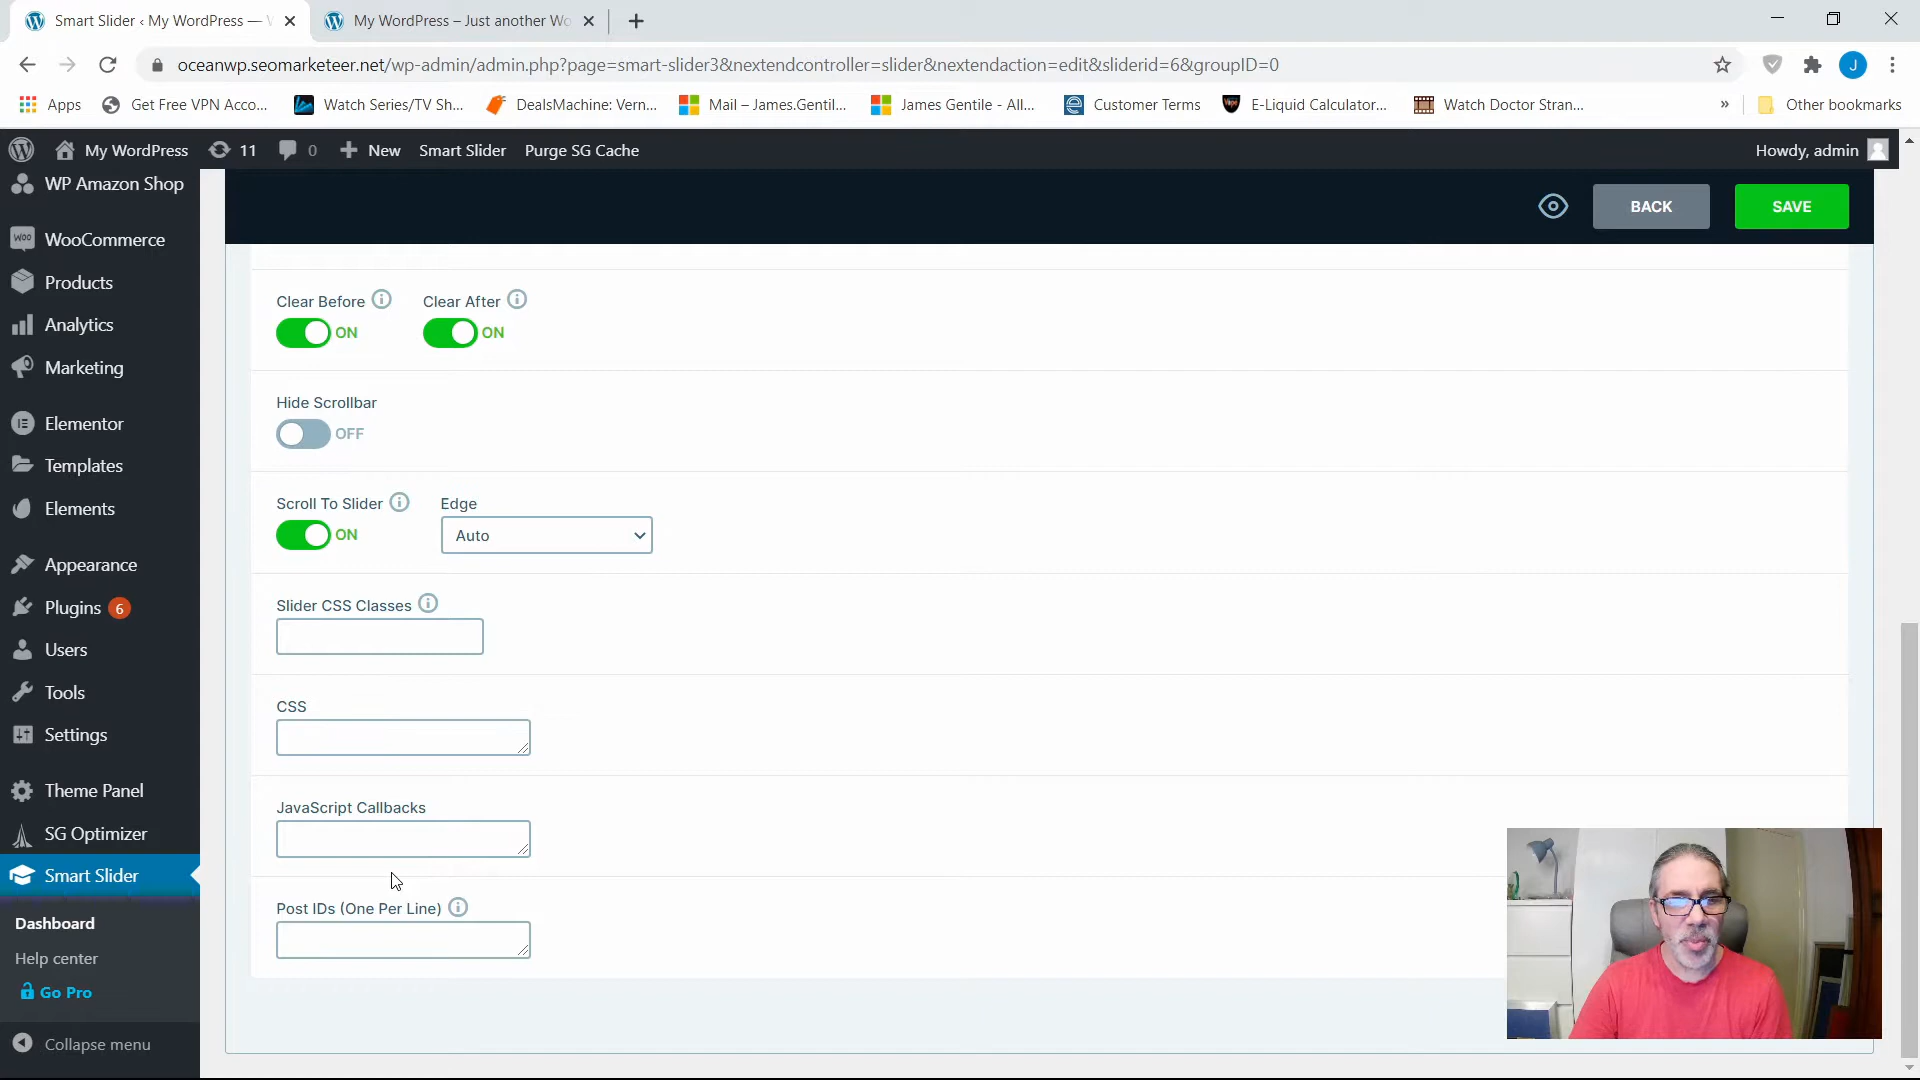 Smart Slider ‹ My WordPress — W
My WordPress – Just another Wo
oceanwp.seomarketeer.net/wp-admin/admin.php?page=smart-slider3&nextendcontroller=slider&nextendaction=edit&sliderid=6&groupID=0
J
Apps
Get Free VPN Acco...
Watch Series/TV Sh...
DealsMachine: Vern...
Mail – James.Gentil...
James Gentile - All...
Customer Terms
E-Liquid Calculator...
Watch Doctor Stran...
»
Other bookmarks
My WordPress
11
0
New
Smart Slider
Purge SG Cache
Howdy, admin
WP Amazon Shop
WooCommerce
Products
Analytics
Marketing
Elementor
Templates
Elements
Appearance
Plugins 6
Users
Tools
Settings
Theme Panel
SG Optimizer
Smart Slider
Dashboard
Help center
Go Pro
Collapse menu
BACK
SAVE
Clear Before
ON
Clear After
ON
Hide Scrollbar
OFF
Scroll To Slider
ON
Edge
Auto
Slider CSS Classes
CSS
JavaScript Callbacks
Post IDs (One Per Line)